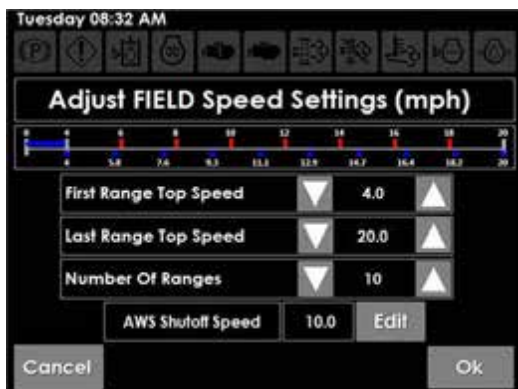 Tuesday 08:32 AM
Adjust FIELD Speed Settings (mph)
0 4 6 8 10 12 14 16 18 20
4 5.8 7.6 9.3 11.1 12.9 14.7 16.4 18.2 20
First Range Top Speed 4.0
Last Range Top Speed 20.0
Number Of Ranges 10
AWS Shutoff Speed 10.0 Edit
Cancel Ok